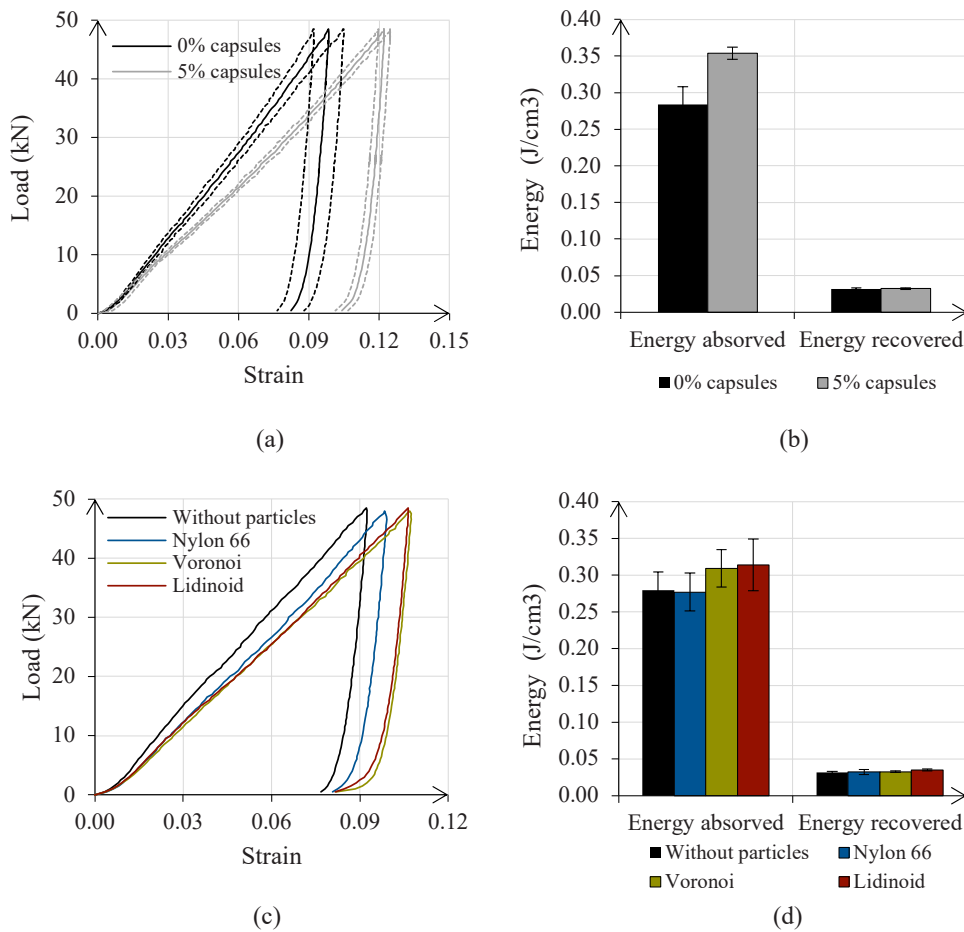 50
40
30
20
10
0
Load (kN)
0% capsules
5% capsules
0.00 0.03 0.06 0.09 0.12 0.15
Strain
(a)
0.40
0.35
0.30
0.25
0.20
0.15
0.10
0.05
0.00
Energy (J/cm3)
Energy absorved Energy recovered
0% capsules 5% capsules
(b)
50
40
30
20
10
0
Load (kN)
Without particles
Nylon 66
Voronoi
Lidinoid
0.00 0.03 0.06 0.09 0.12
Strain
(c)
0.40
0.35
0.30
0.25
0.20
0.15
0.10
0.05
0.00
Energy (J/cm3)
Energy absorved Energy recovered
Without particles Nylon 66
Voronoi Lidinoid
(d)